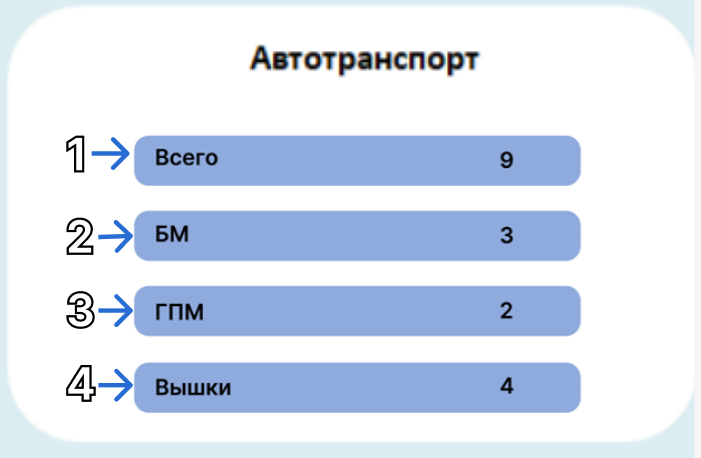 Автотранспорт
1 Всего 9
2 БМ 3
3 ГПМ 2
4 Вышки 4